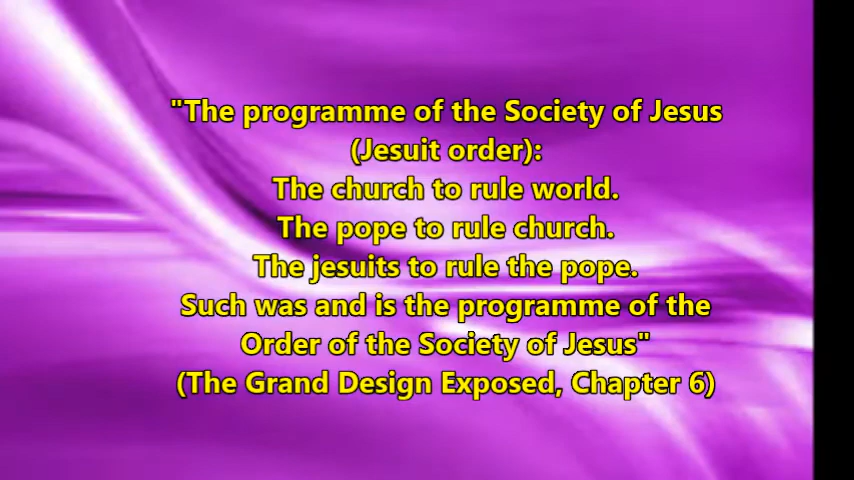 "The programme of the Society of Jesus
(Jesuit order):
The church to rule world.
The pope to rule church.
The jesuits to rule the pope.
Such was and is the programme of the
Order of the Society of Jesus"
(The Grand Design Exposed, Chapter 6)